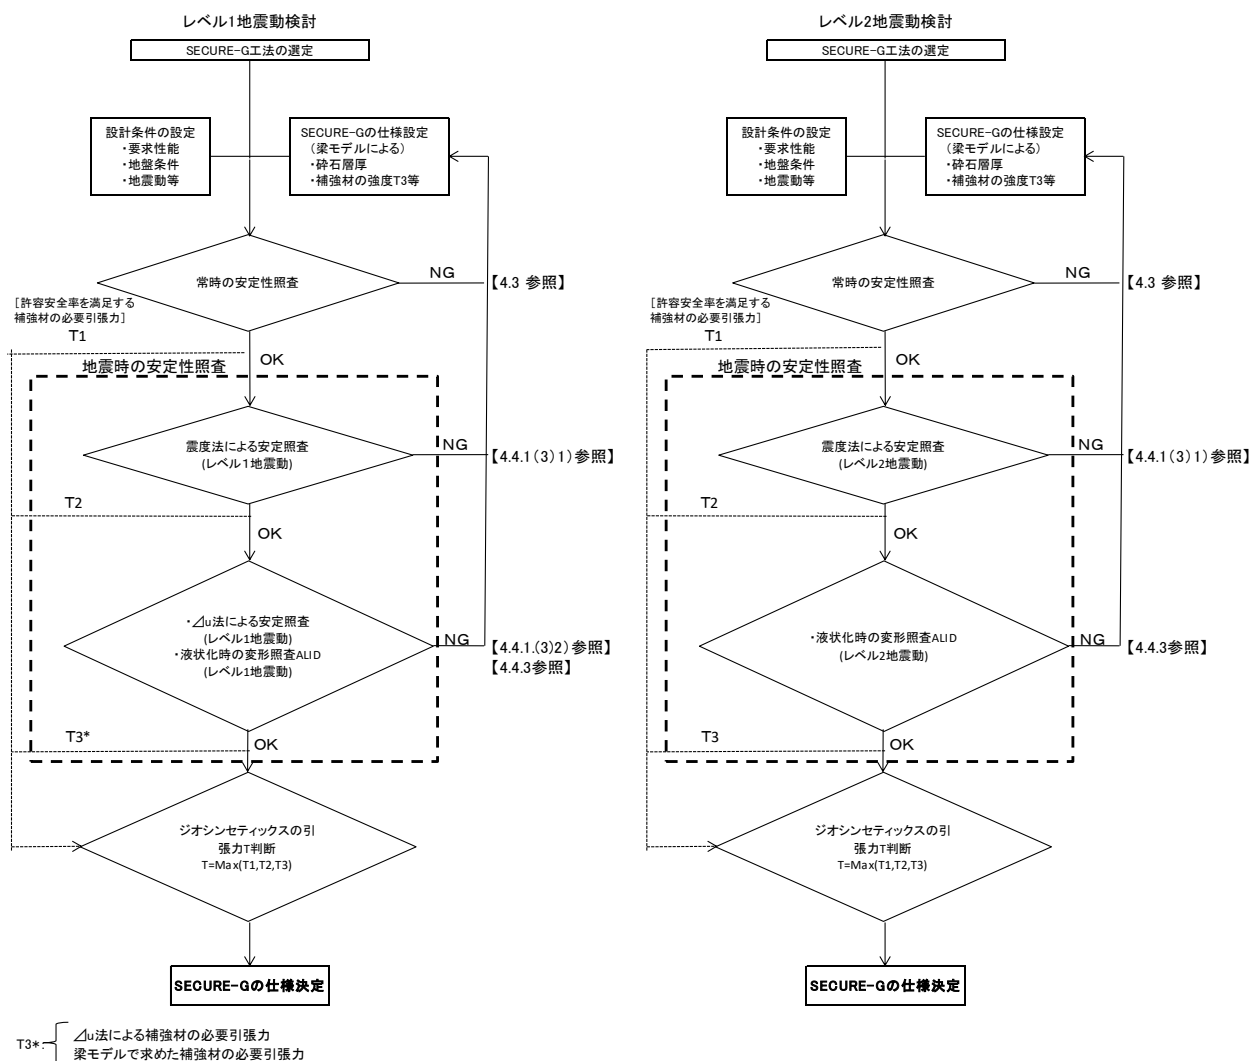 レベル1地震動検討
SECURE-G工法の選定
設計条件の設定
・要求性能
・地盤条件
・地震動等
SECURE-Gの仕様設定
(梁モデルによる)
・砕石層厚
・補強材の強度T3等
常時の安定性照査
NG
【4.3 参照】
[許容安全率を満足する
補強材の必要引張力]
T1
OK
地震時の安定性照査
震度法による安定照査
(レベル1地震動)
NG
【4.4.1(3)1)参照】
T2
OK
・⊿u法による安定照査
(レベル1地震動)
・液状化時の変形照査ALID
(レベル1地震動)
NG
【4.4.1.(3)2)参照】
【4.4.3参照】
T3*
OK
ジオシンセティックスの引
張力T判断
T=Max(T1,T2,T3)
SECURE-Gの仕様決定
T3*:
⊿u法による補強材の必要引張力
梁モデルで求めた補強材の必要引張力
レベル2地震動検討
SECURE-G工法の選定
設計条件の設定
・要求性能
・地盤条件
・地震動等
SECURE-Gの仕様設定
(梁モデルによる)
・砕石層厚
・補強材の強度T3等
常時の安定性照査
NG
【4.3 参照】
[許容安全率を満足する
補強材の必要引張力]
T1
OK
地震時の安定性照査
震度法による安定照査
(レベル2地震動)
NG
【4.4.1(3)1)参照】
T2
OK
・液状化時の変形照査ALID
(レベル2地震動)
NG
【4.4.3参照】
T3
OK
ジオシンセティックスの引
張力T判断
T=Max(T1,T2,T3)
SECURE-Gの仕様決定